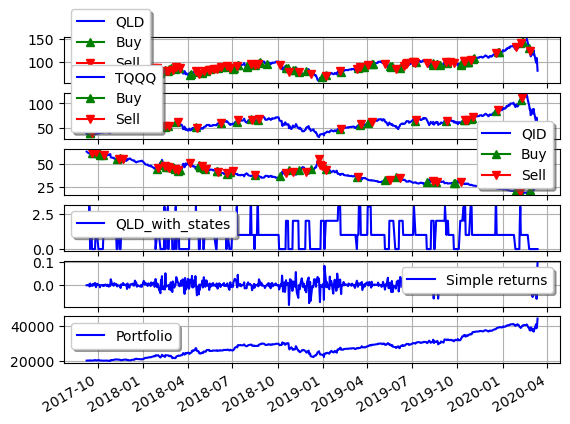 QLD
Buy
Sell
150
100
TQQQ
Buy
Sell
100
50
QID
Buy
Sell
50
25
QLD_with_states
2.5
0.0
Simple returns
0.1
0.0
Portfolio
40000
20000
2017-10
2018-01
2018-04
2018-07
2018-10
2019-01
2019-04
2019-07
2019-10
2020-01
2020-04